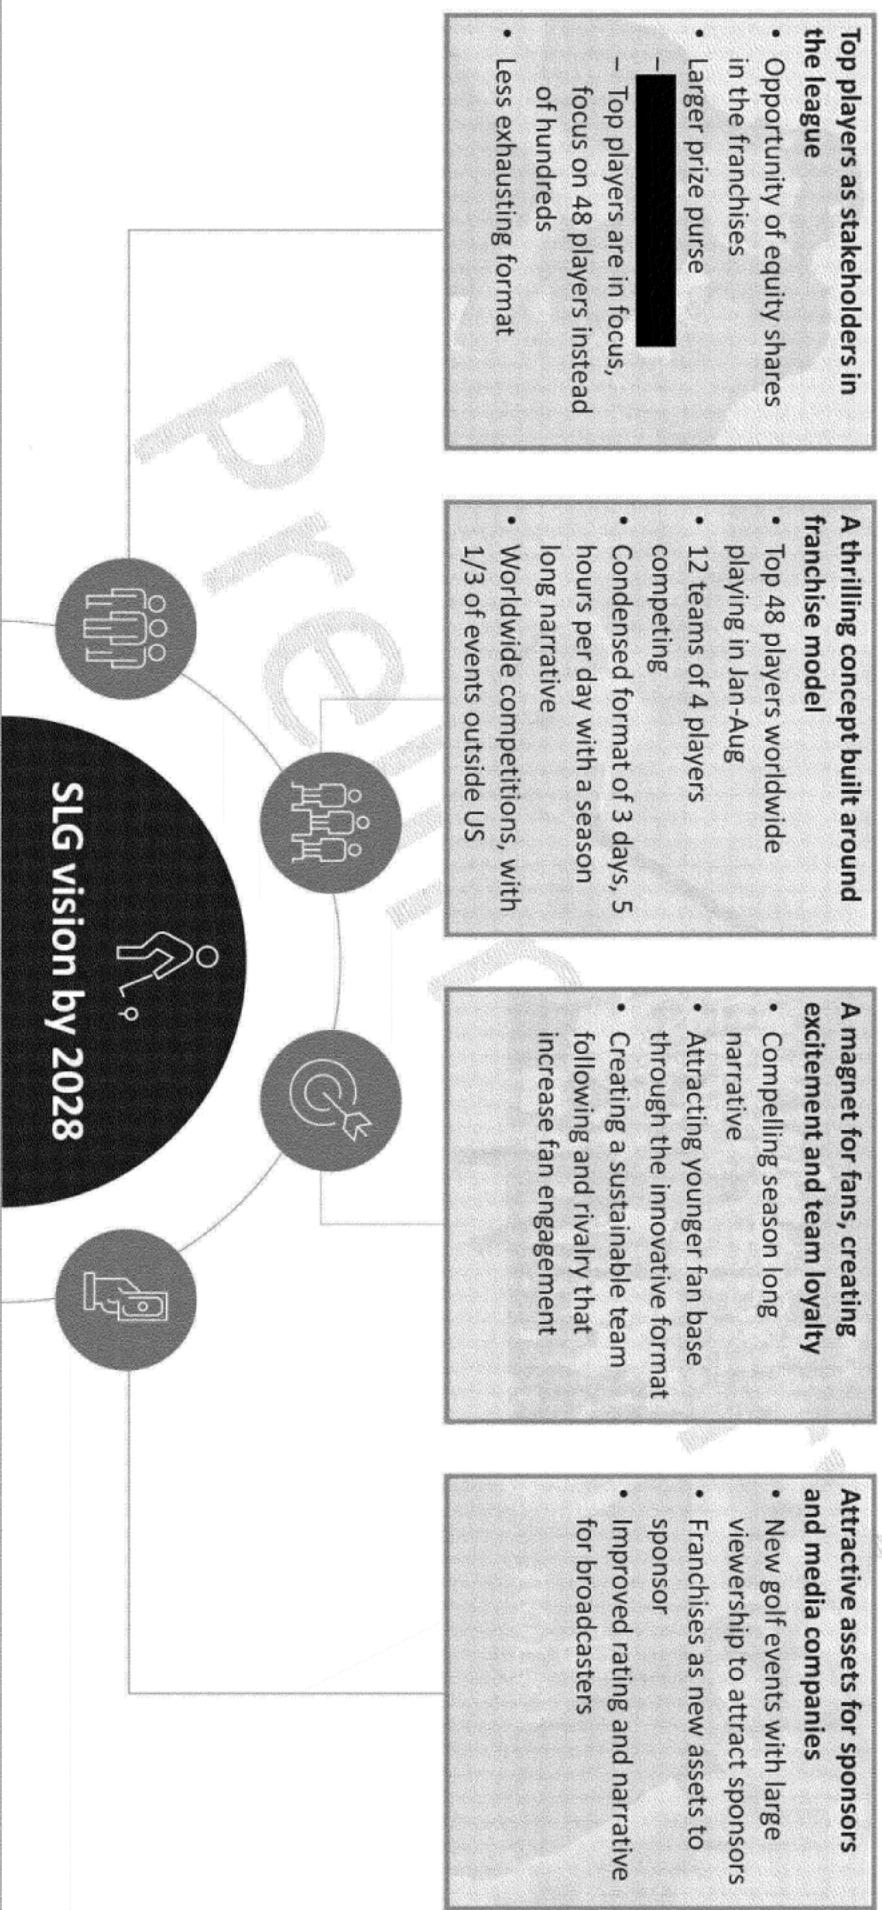 Top players as stakeholders in
the league
• Opportunity of equity shares
in the franchises
• Larger prize purse
–
– Top players are in focus,
focus on 48 players instead
of hundreds
• Less exhausting format
A thrilling concept built around
franchise model
• Top 48 players worldwide
playing in Jan-Aug
• 12 teams of 4 players
competing
• Condensed format of 3 days, 5
hours per day with a season
long narrative
• Worldwide competitions, with
1/3 of events outside US
A magnet for fans, creating
excitement and team loyalty
• Compelling season long
narrative
• Attracting younger fan base
through the innovative format
• Creating a sustainable team
following and rivalry that
increase fan engagement
Attractive assets for sponsors
and media companies
• New golf events with large
viewership to attract sponsors
• Franchises as new assets to
sponsor
• Improved rating and narrative
for broadcasters
SLG vision by 2028